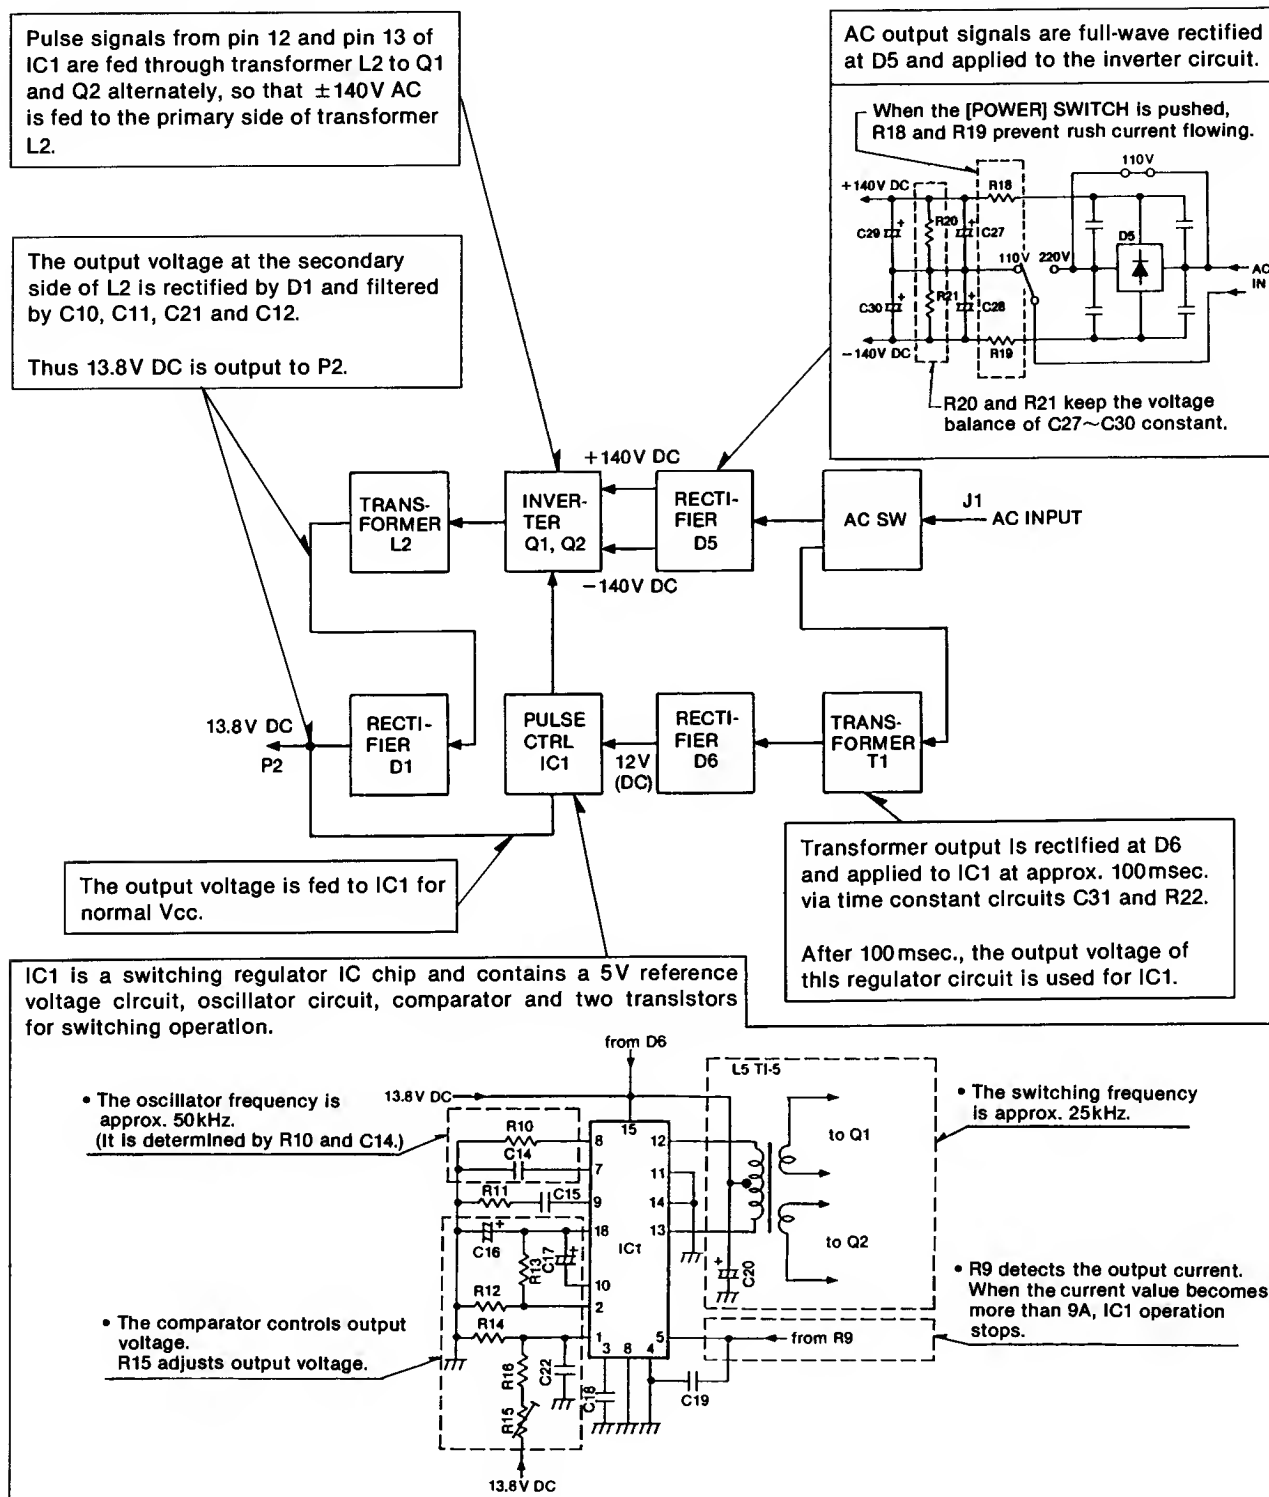 Pulse signals from pin 12 and pin 13 of
IC1 are fed through transformer L2 to Q1
and Q2 alternately, so that ±140V AC
is fed to the primary side of transformer
L2.
AC output signals are full-wave rectified
at D5 and applied to the inverter circuit.
When the [POWER] SWITCH is pushed,
R18 and R19 prevent rush current flowing.
110V
+140V DC
R18
R20
C29
C27
D5
110V
220V
AC
IN
R21
C30
C28
−140V DC
R19
R20 and R21 keep the voltage
balance of C27~C30 constant.
The output voltage at the secondary
side of L2 is rectified by D1 and filtered
by C10, C11, C21 and C12.
Thus 13.8V DC is output to P2.
+140V DC
TRANS-
FORMER
L2
INVER-
TER
Q1, Q2
RECTI-
FIER
D5
AC SW
J1
AC INPUT
−140V DC
13.8V DC
P2
RECTI-
FIER
D1
PULSE
CTRL
IC1
12V
(DC)
RECTI-
FIER
D6
TRANS-
FORMER
T1
The output voltage is fed to IC1 for
normal Vcc.
Transformer output is rectified at D6
and applied to IC1 at approx. 100msec.
via time constant circuits C31 and R22.
After 100msec., the output voltage of
this regulator circuit is used for IC1.
IC1 is a switching regulator IC chip and contains a 5V reference
voltage circuit, oscillator circuit, comparator and two transistors
for switching operation.
from D6
L5 TI-5
13.8V DC
• The oscillator frequency is
approx. 50kHz.
(It is determined by R10 and C14.)
• The switching frequency
is approx. 25kHz.
R10
8
15
12
to Q1
C14
7
11
R11
C15
9
14
18
13
C16
C17
IC1
to Q2
R13
10
C20
R12
2
• The comparator controls output
voltage.
R15 adjusts output voltage.
R14
1
5
from R9
• R9 detects the output current.
When the current value becomes
more than 9A, IC1 operation
stops.
3
8
4
R16
C22
C18
C19
R15
13.8V DC